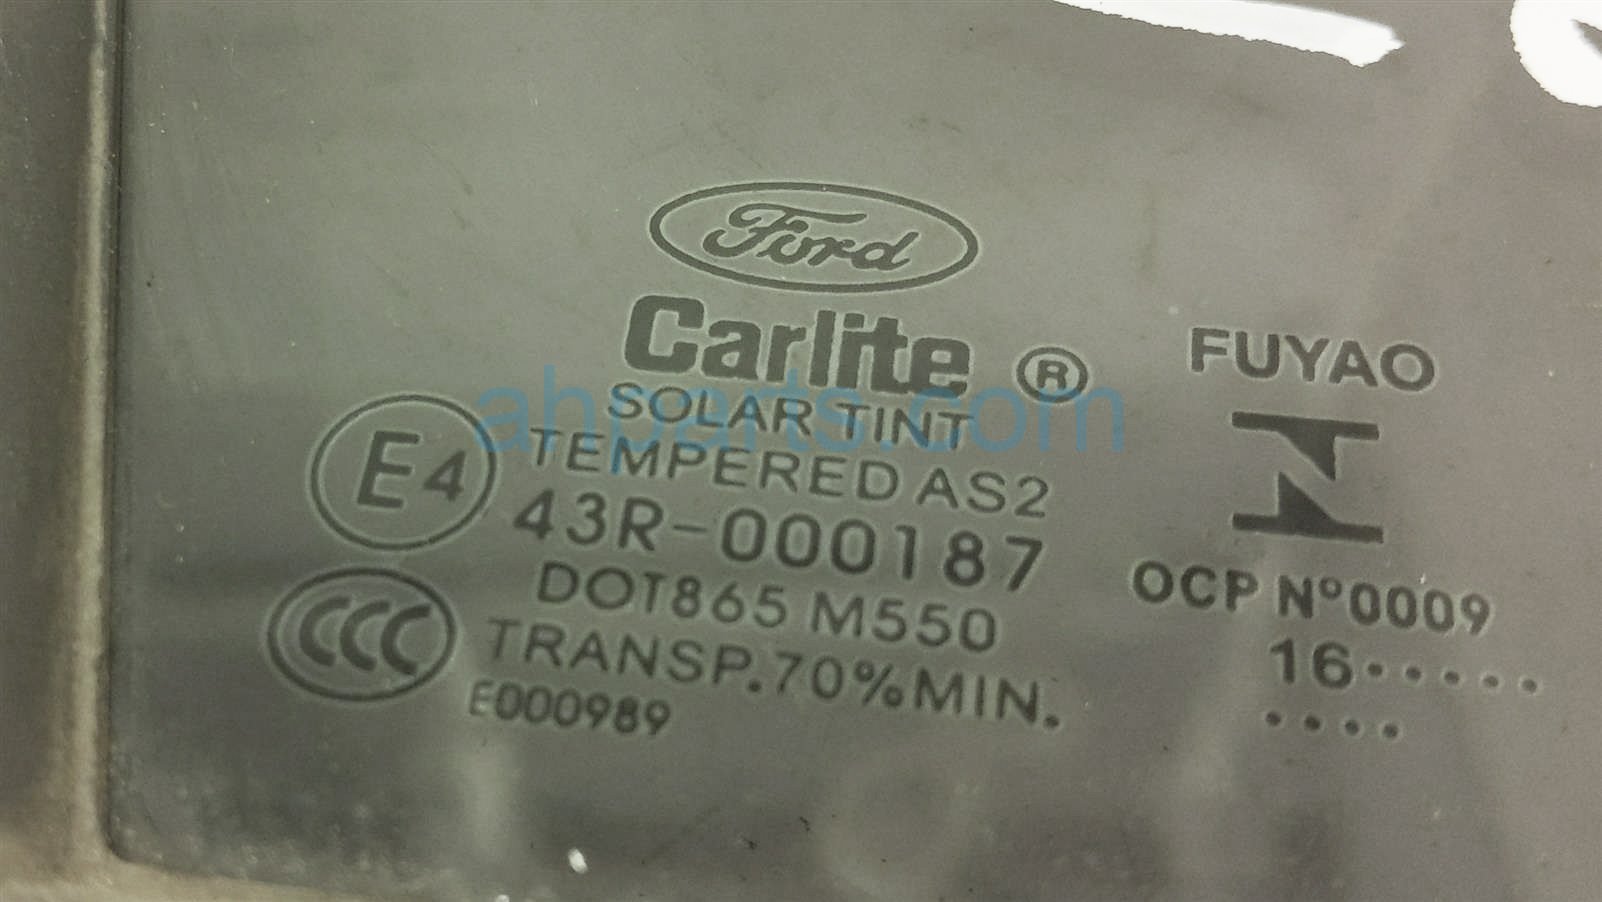 Ford
Carlite ®
SOLAR TINT
TEMPERED AS2
E4
43R-000187
DOT865 M550
CCC
TRANSP.70%MIN.
E000989
FUYAO
OCP Nº0009
16·····
····
ahparts.com